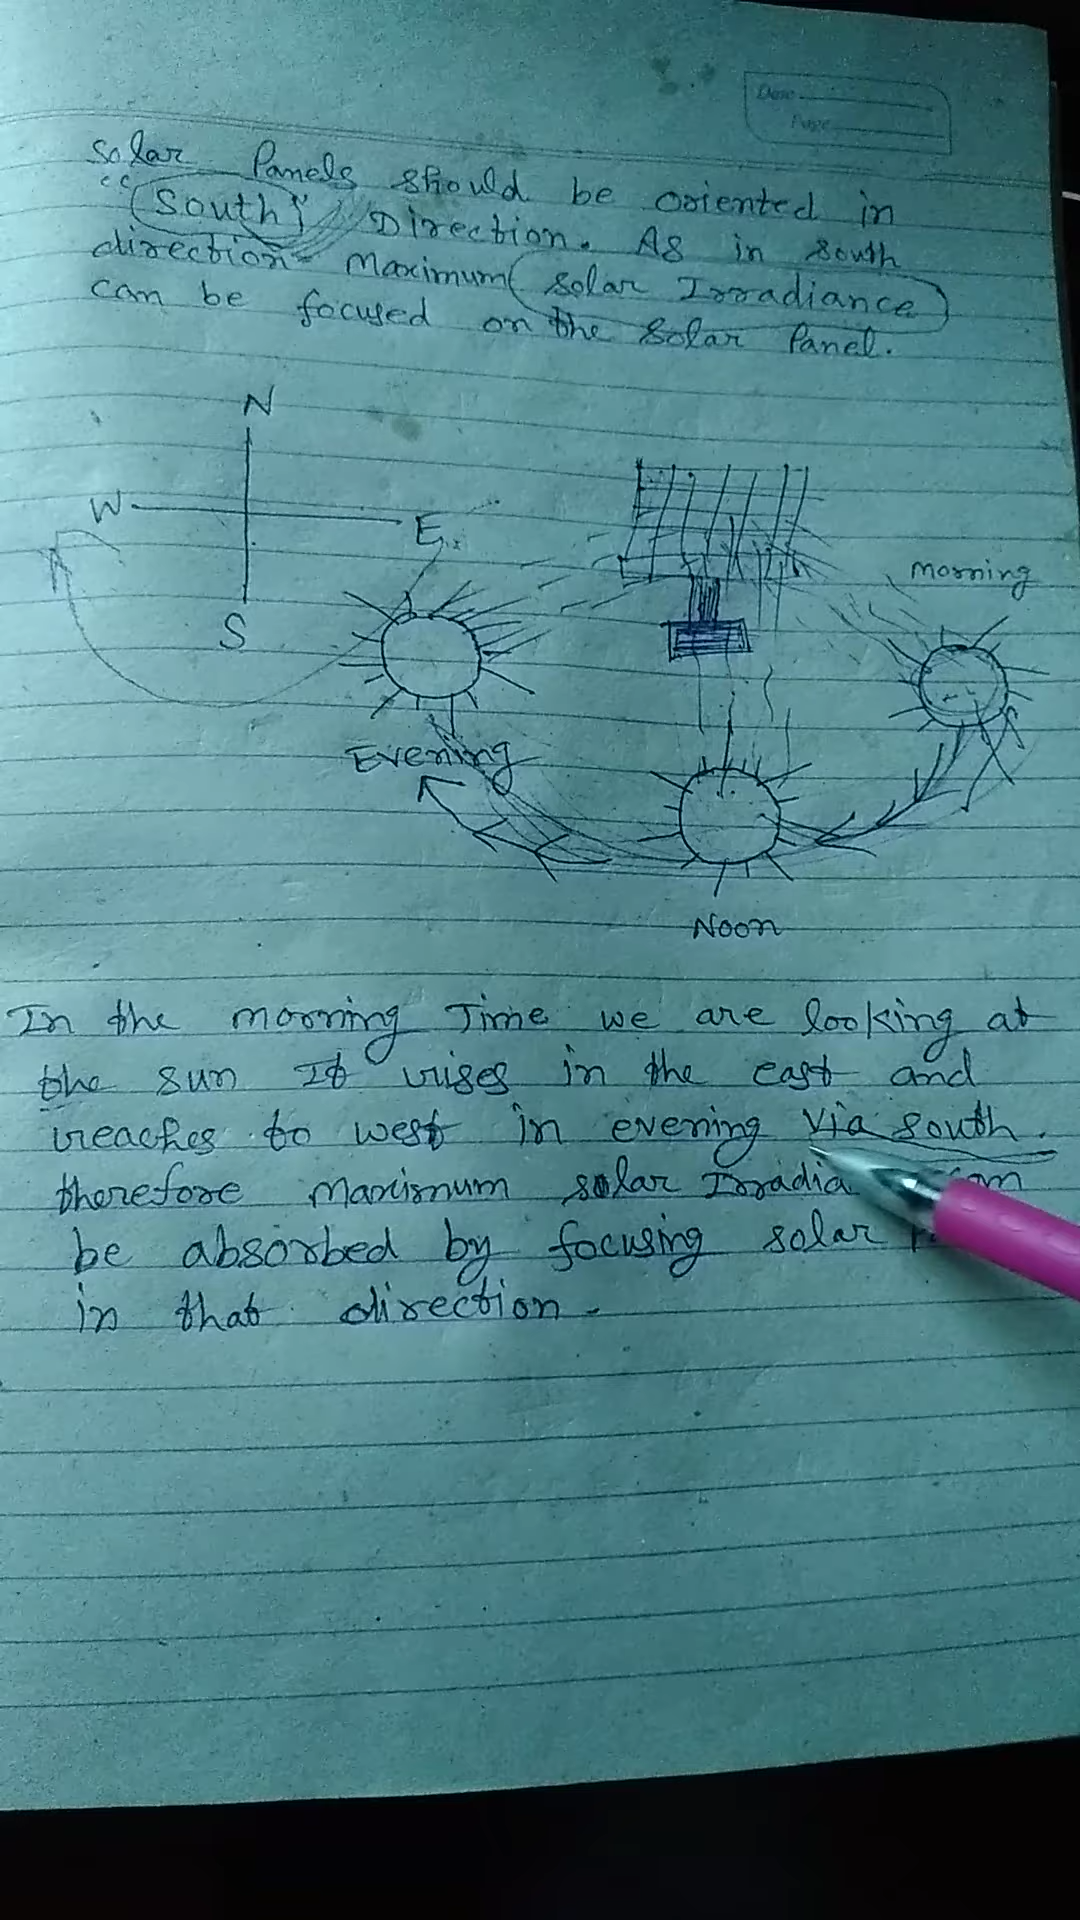 Date
Page
Solar Panels should be oriented in
"(South)" Direction. As in south
direction maximum (solar Irradiance)
can be focused on the solar Panel.
N
W
E
S
Morning
Evening
Noon
In the morning Time we are looking at
the sun It rises in the east and
reaches to west in evening via south.
therefore maximum solar Irradia
be absorbed by focusing solar
in that direction.